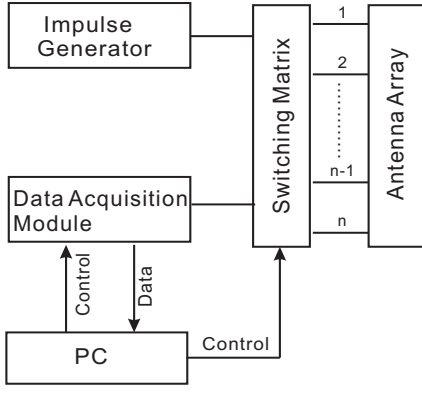 Impulse
Generator
Switching Matrix
1
2
n-1
n
Antenna Array
Data Acquisition
Module
Control
Data
PC
Control